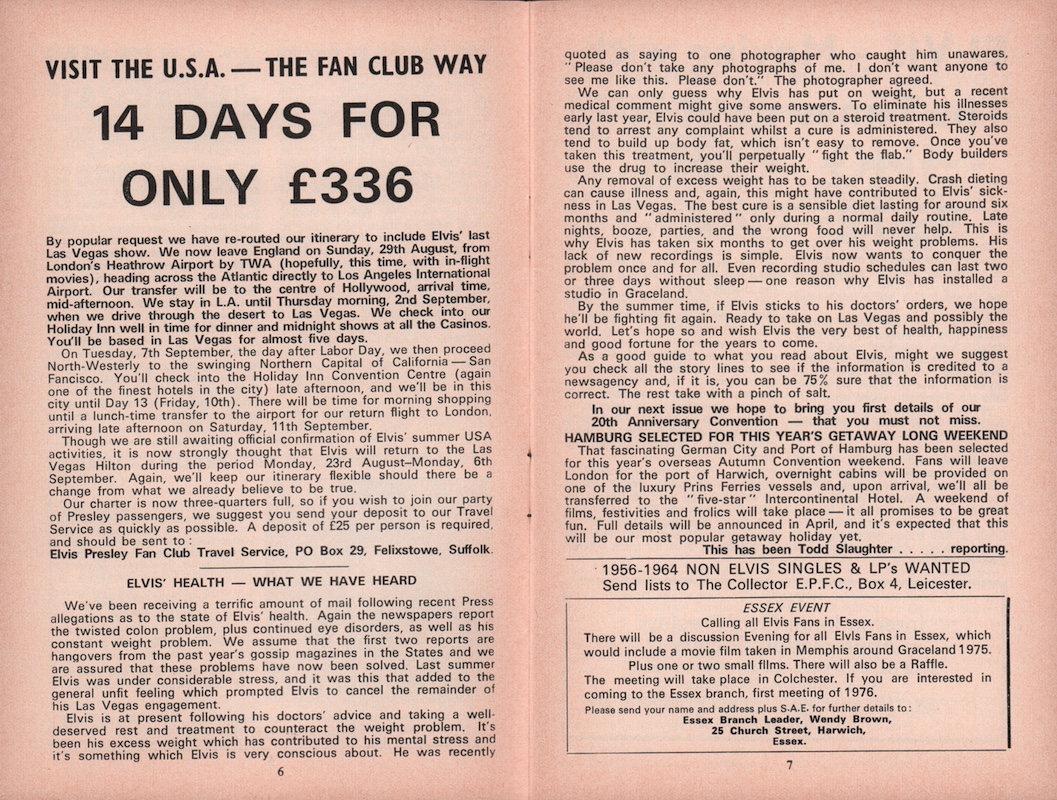 VISIT THE U.S.A. — THE FAN CLUB WAY
14 DAYS FOR
ONLY £336
By popular request we have re-routed our itinerary to include Elvis' last
Las Vegas show. We now leave England on Sunday, 29th August, from
London's Heathrow Airport by TWA (hopefully, this time, with in-flight
movies), heading across the Atlantic directly to Los Angeles International
Airport. Our transfer will be to the centre of Hollywood, arrival time,
mid-afternoon. We stay in L.A. until Thursday morning, 2nd September,
when we drive through the desert to Las Vegas. We check into our
Holiday Inn well in time for dinner and midnight shows at all the Casinos.
You'll be based in Las Vegas for almost five days.
On Tuesday, 7th September, the day after Labor Day, we then proceed
North-Westerly to the swinging Northern Capital of California — San
Fancisco. You'll check into the Holiday Inn Convention Centre (again
one of the finest hotels in the city) late afternoon, and we'll be in this
city until Day 13 (Friday, 10th). There will be time for morning shopping
until a lunch-time transfer to the airport for our return flight to London,
arriving late afternoon on Saturday, 11th September.
Though we are still awaiting official confirmation of Elvis' summer USA
activities, it is now strongly thought that Elvis will return to the Las
Vegas Hilton during the period Monday, 23rd August–Monday, 6th
September. Again, we'll keep our itinerary flexible should there be a
change from what we already believe to be true.
Our charter is now three-quarters full, so if you wish to join our party
of Presley passengers, we suggest you send your deposit to our Travel
Service as quickly as possible. A deposit of £25 per person is required,
and should be sent to :
Elvis Presley Fan Club Travel Service, PO Box 29, Felixstowe, Suffolk.
ELVIS' HEALTH — WHAT WE HAVE HEARD
We've been receiving a terrific amount of mail following recent Press
allegations as to the state of Elvis' health. Again the newspapers report
the twisted colon problem, plus continued eye disorders, as well as his
constant weight problem. We assume that the first two reports are
hangovers from the past year's gossip magazines in the States and we
are assured that these problems have now been solved. Last summer
Elvis was under considerable stress, and it was this that added to the
general unfit feeling which prompted Elvis to cancel the remainder of
his Las Vegas engagement.
Elvis is at present following his doctors' advice and taking a well-
deserved rest and treatment to counteract the weight problem. It's
been his excess weight which has contributed to his mental stress and
it's something which Elvis is very conscious about. He was recently
6
quoted as saying to one photographer who caught him unawares,
"Please don't take any photographs of me. I don't want anyone to
see me like this. Please don't." The photographer agreed.
We can only guess why Elvis has put on weight, but a recent
medical comment might give some answers. To eliminate his illnesses
early last year, Elvis could have been put on a steroid treatment. Steroids
tend to arrest any complaint whilst a cure is administered. They also
tend to build up body fat, which isn't easy to remove. Once you've
taken this treatment, you'll perpetually "fight the flab." Body builders
use the drug to increase their weight.
Any removal of excess weight has to be taken steadily. Crash dieting
can cause illness and, again, this might have contributed to Elvis' sick-
ness in Las Vegas. The best cure is a sensible diet lasting for around six
months and "administered" only during a normal daily routine. Late
nights, booze, parties, and the wrong food will never help. This is
why Elvis has taken six months to get over his weight problems. His
lack of new recordings is simple. Elvis now wants to conquer the
problem once and for all. Even recording studio schedules can last two
or three days without sleep — one reason why Elvis has installed a
studio in Graceland.
By the summer time, if Elvis sticks to his doctors' orders, we hope
he'll be fighting fit again. Ready to take on Las Vegas and possibly the
world. Let's hope so and wish Elvis the very best of health, happiness
and good fortune for the years to come.
As a good guide to what you read about Elvis, might we suggest
you check all the story lines to see if the information is credited to a
newsagency and, if it is, you can be 75% sure that the information is
correct. The rest take with a pinch of salt.
In our next issue we hope to bring you first details of our
20th Anniversary Convention — that you must not miss.
HAMBURG SELECTED FOR THIS YEAR'S GETAWAY LONG WEEKEND
That fascinating German City and Port of Hamburg has been selected
for this year's overseas Autumn Convention weekend. Fans will leave
London for the port of Harwich, overnight cabins will be provided on
one of the luxury Prins Ferries vessels and, upon arrival, we'll all be
transferred to the "five-star" Intercontinental Hotel. A weekend of
films, festivities and frolics will take place — it all promises to be great
fun. Full details will be announced in April, and it's expected that this
will be our most popular getaway holiday yet.
This has been Todd Slaughter . . . . . reporting.
1956-1964 NON ELVIS SINGLES & LP's WANTED
Send lists to The Collector E.P.F.C., Box 4, Leicester.
ESSEX EVENT
Calling all Elvis Fans in Essex.
There will be a discussion Evening for all Elvis Fans in Essex, which
would include a movie film taken in Memphis around Graceland 1975.
Plus one or two small films. There will also be a Raffle.
The meeting will take place in Colchester. If you are interested in
coming to the Essex branch, first meeting of 1976.
Please send your name and address plus S.A.E. for further details to :
Essex Branch Leader, Wendy Brown,
25 Church Street, Harwich,
Essex.
7